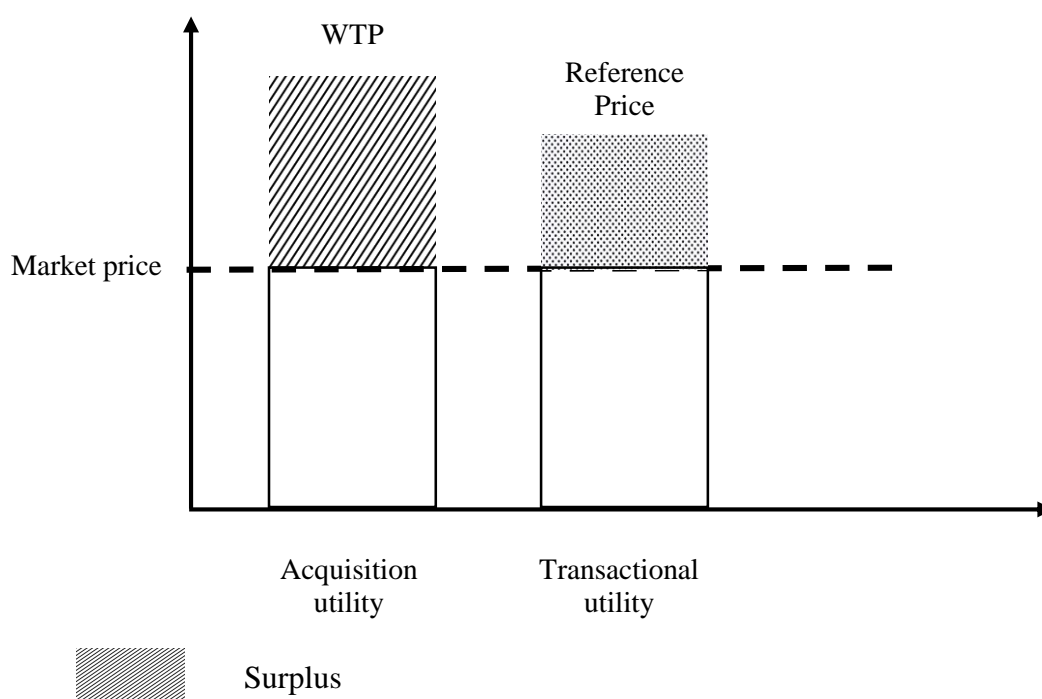 WTP
Reference
Price
Market price
Acquisition
utility
Transactional
utility
Surplus